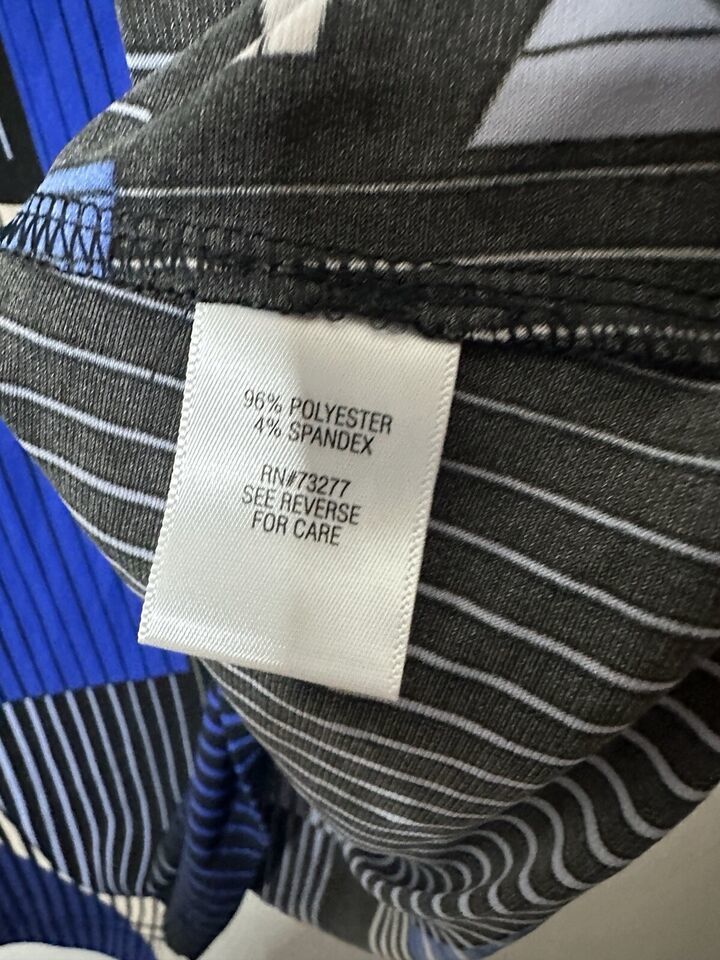 96% POLYESTER
4% SPANDEX
RN#73277
SEE REVERSE
FOR CARE